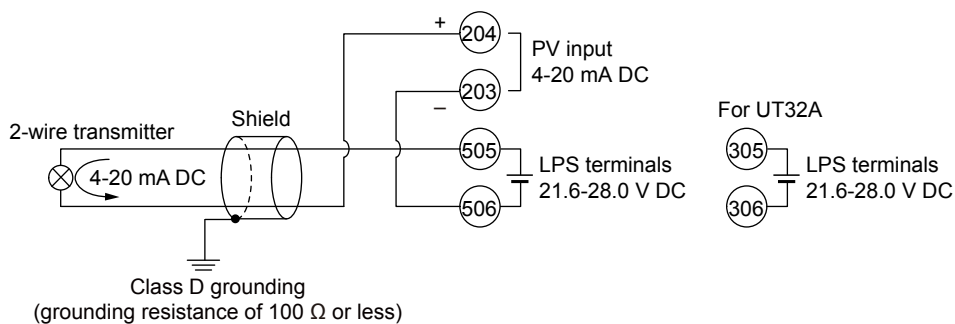 +
204
PV input
4-20 mA DC
203
−
Shield
For UT32A
2-wire transmitter
505
305
4-20 mA DC
LPS terminals
21.6-28.0 V DC
LPS terminals
21.6-28.0 V DC
506
306
Class D grounding
(grounding resistance of 100 Ω or less)